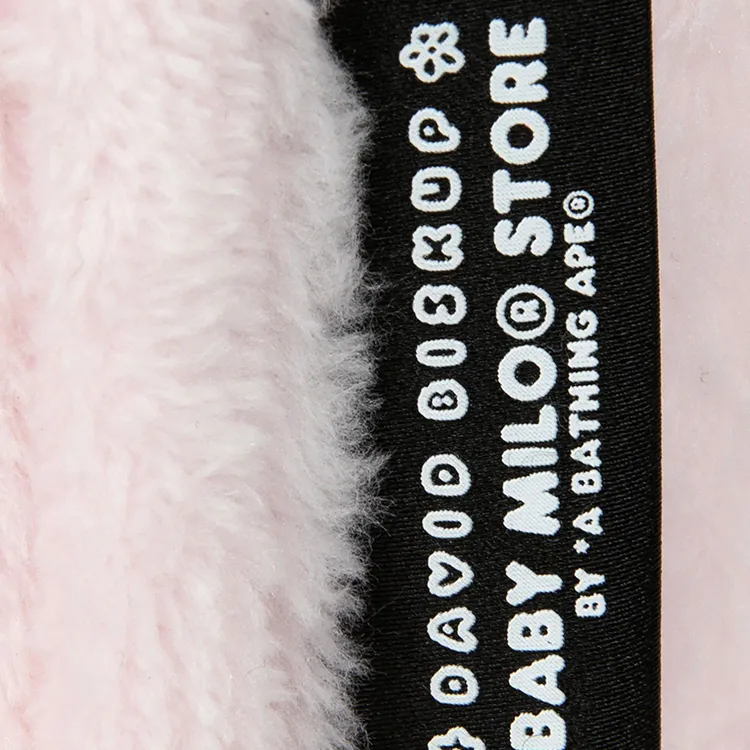 DAVID BISKUP
BABY MILO® STORE
BY *A BATHING APE®